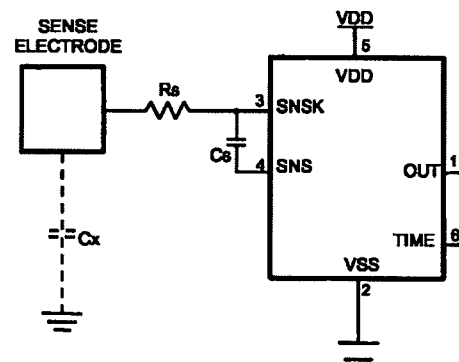 SENSE
ELECTRODE
VDD
5
VDD
Rs
3
SNSK
Cs
4
SNS
OUT
1
TIME
6
Cx
VSS
2